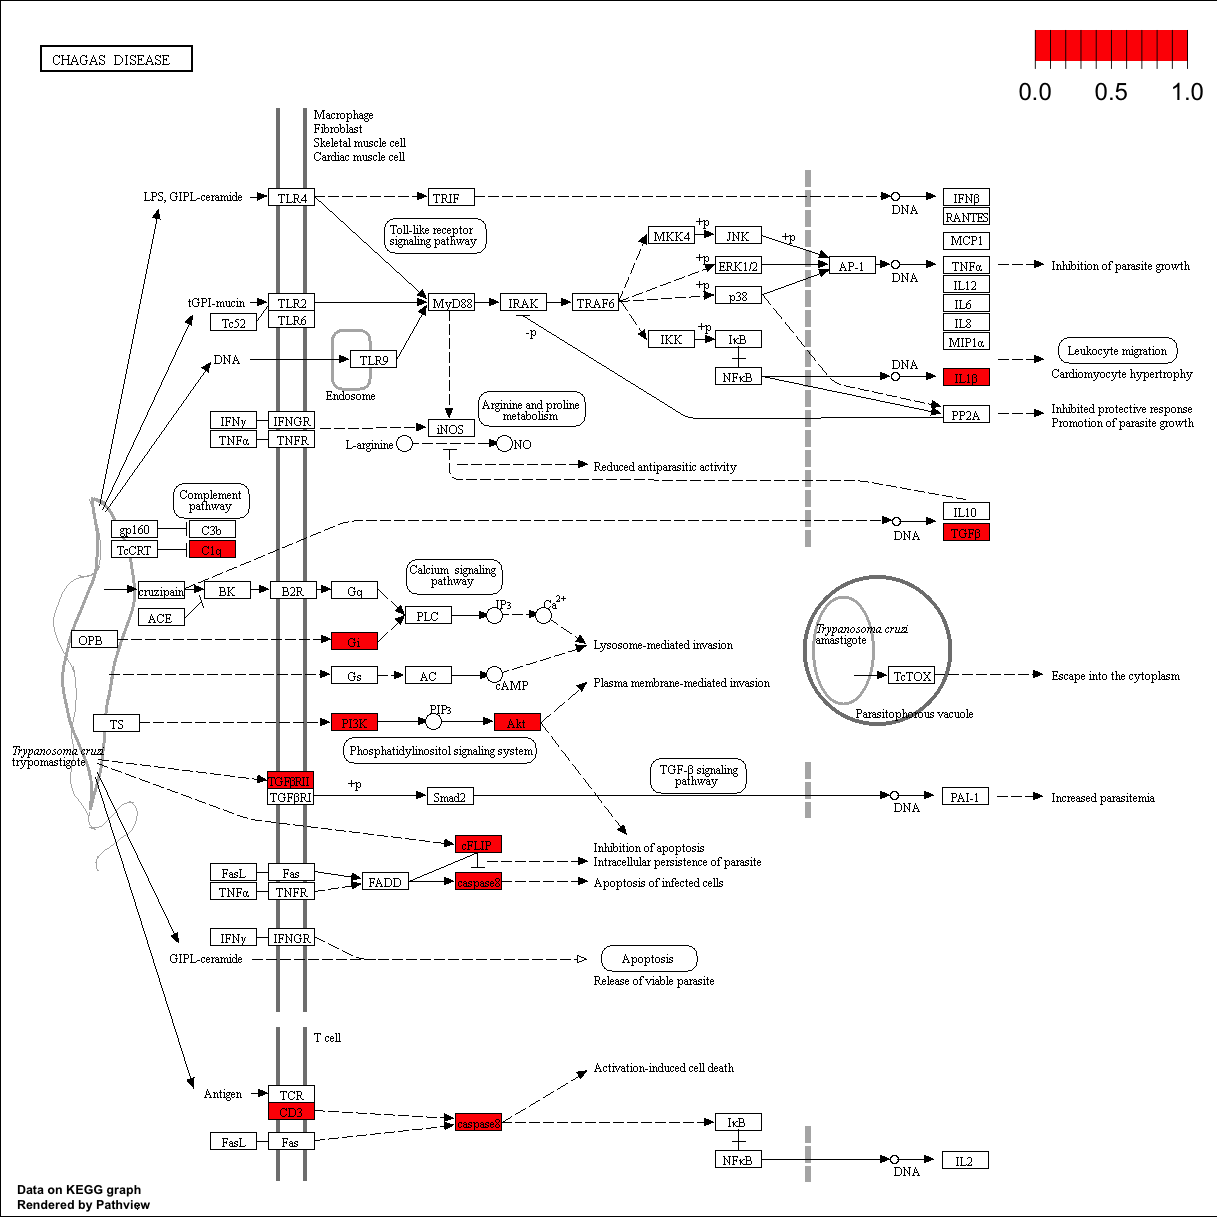 CHAGAS DISEASE
0.0 0.5 1.0
Macrophage
Fibroblast
Skeletal muscle cell
Cardiac muscle cell
LPS, GIPL-ceramide
TLR4
TRIF
DNA
IFNβ
RANTES
Toll-like receptor
signaling pathway
MKK4
+p
JNK
+p
MCP1
+p
ERK1/2
AP-1
DNA
TNFα
Inhibition of parasite growth
IL12
tGPI-mucin
TLR2
MyD88
IRAK
TRAF6
+p
p38
IL6
Tc52
TLR6
-p
IL8
IKK
+p
IκB
MIP1α
DNA
TLR9
Endosome
NFκB
DNA
IL1β
Leukocyte migration
Cardiomyocyte hypertrophy
Arginine and proline
metabolism
PP2A
Inhibited protective response
Promotion of parasite growth
IFNγ
IFNGR
iNOS
TNFα
TNFR
L-arginine
NO
Reduced antiparasitic activity
Complement
pathway
gp160
C3b
IL10
TcCRT
C1q
DNA
TGFβ
Calcium signaling
pathway
cruzipain
BK
B2R
Gq
IP3
Ca2+
ACE
PLC
OPB
Gi
Lysosome-mediated invasion
Trypanosoma cruzi
amastigote
Gs
AC
cAMP
TcTOX
Escape into the cytoplasm
Plasma membrane-mediated invasion
Parasitophorous vacuole
TS
PI3K
PIP3
Akt
Phosphatidylinositol signaling system
Trypanosoma cruzi
trypomastigote
TGF-β signaling
pathway
TGFβRII
TGFβRI
+p
Smad2
DNA
PAI-1
Increased parasitemia
cFLIP
Inhibition of apoptosis
Intracellular persistence of parasite
FasL
Fas
FADD
caspase8
Apoptosis of infected cells
TNFα
TNFR
IFNγ
IFNGR
GIPL-ceramide
Apoptosis
Release of viable parasite
T cell
Activation-induced cell death
Antigen
TCR
CD3
caspase8
IκB
FasL
Fas
NFκB
DNA
IL2
Data on KEGG graph
Rendered by Pathview